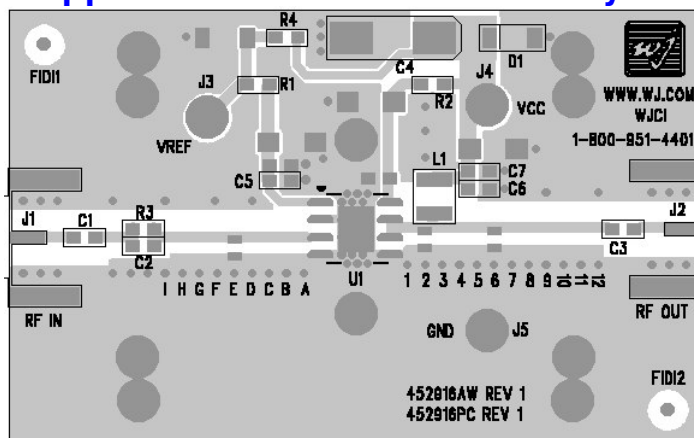 R4
FIDI1
C4
D1
J3
J4
wj
R1
R2
WWW.WJ.COM
WJCI
VCC
1-800-951-4401
VREF
C5
L1
C7
C6
J1
C1
R3
J2
C2
C3
I H G F E D C B A
U1
1 2 3 4 5 6 7 8 9 10 11 12
RF IN
RF OUT
GND
J5
FIDI2
452916AW REV 1
452916PC REV 1